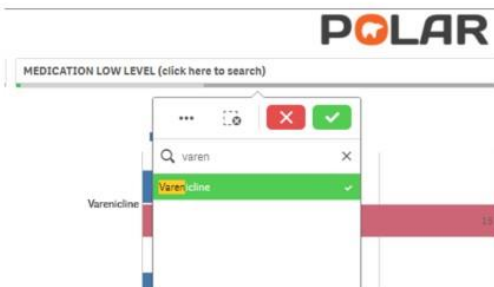 POLAR
MEDICATION LOW LEVEL (click here to search)
varen
Varenicline
Varenicline